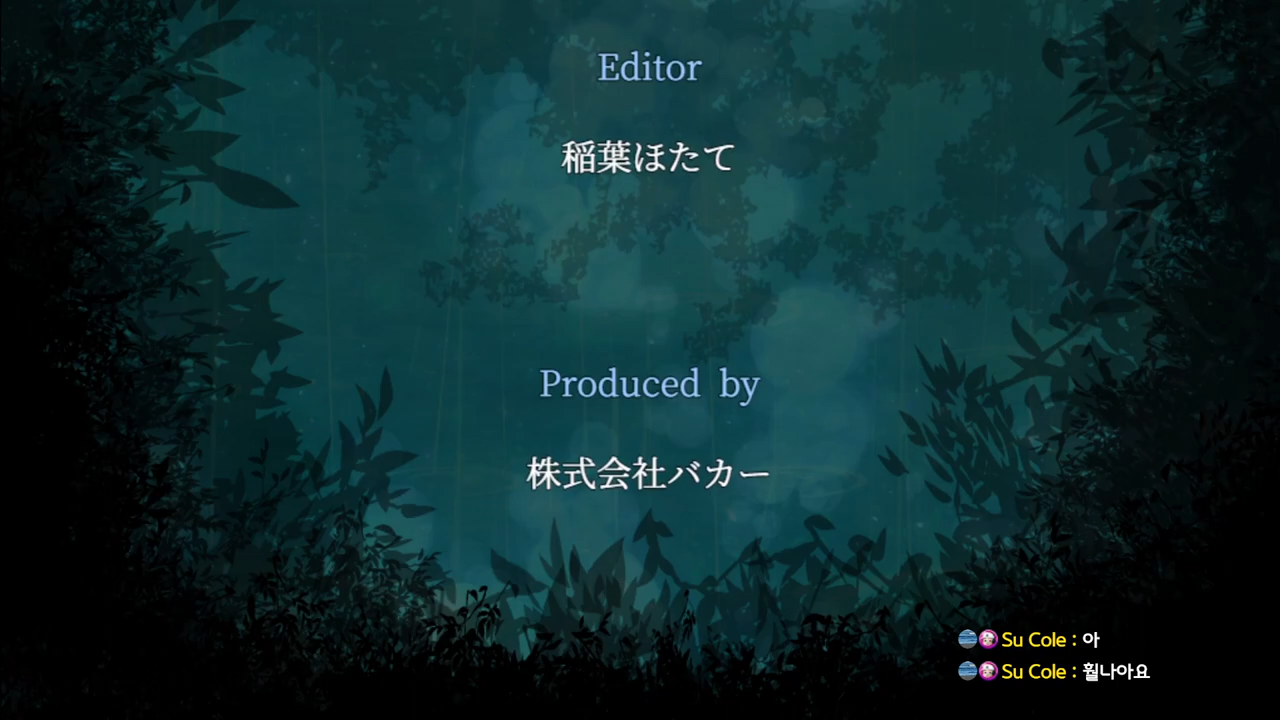 Editor
稲葉ほたて
Produced by
株式会社バカー
Su Cole : 아
Su Cole : 훨나아요